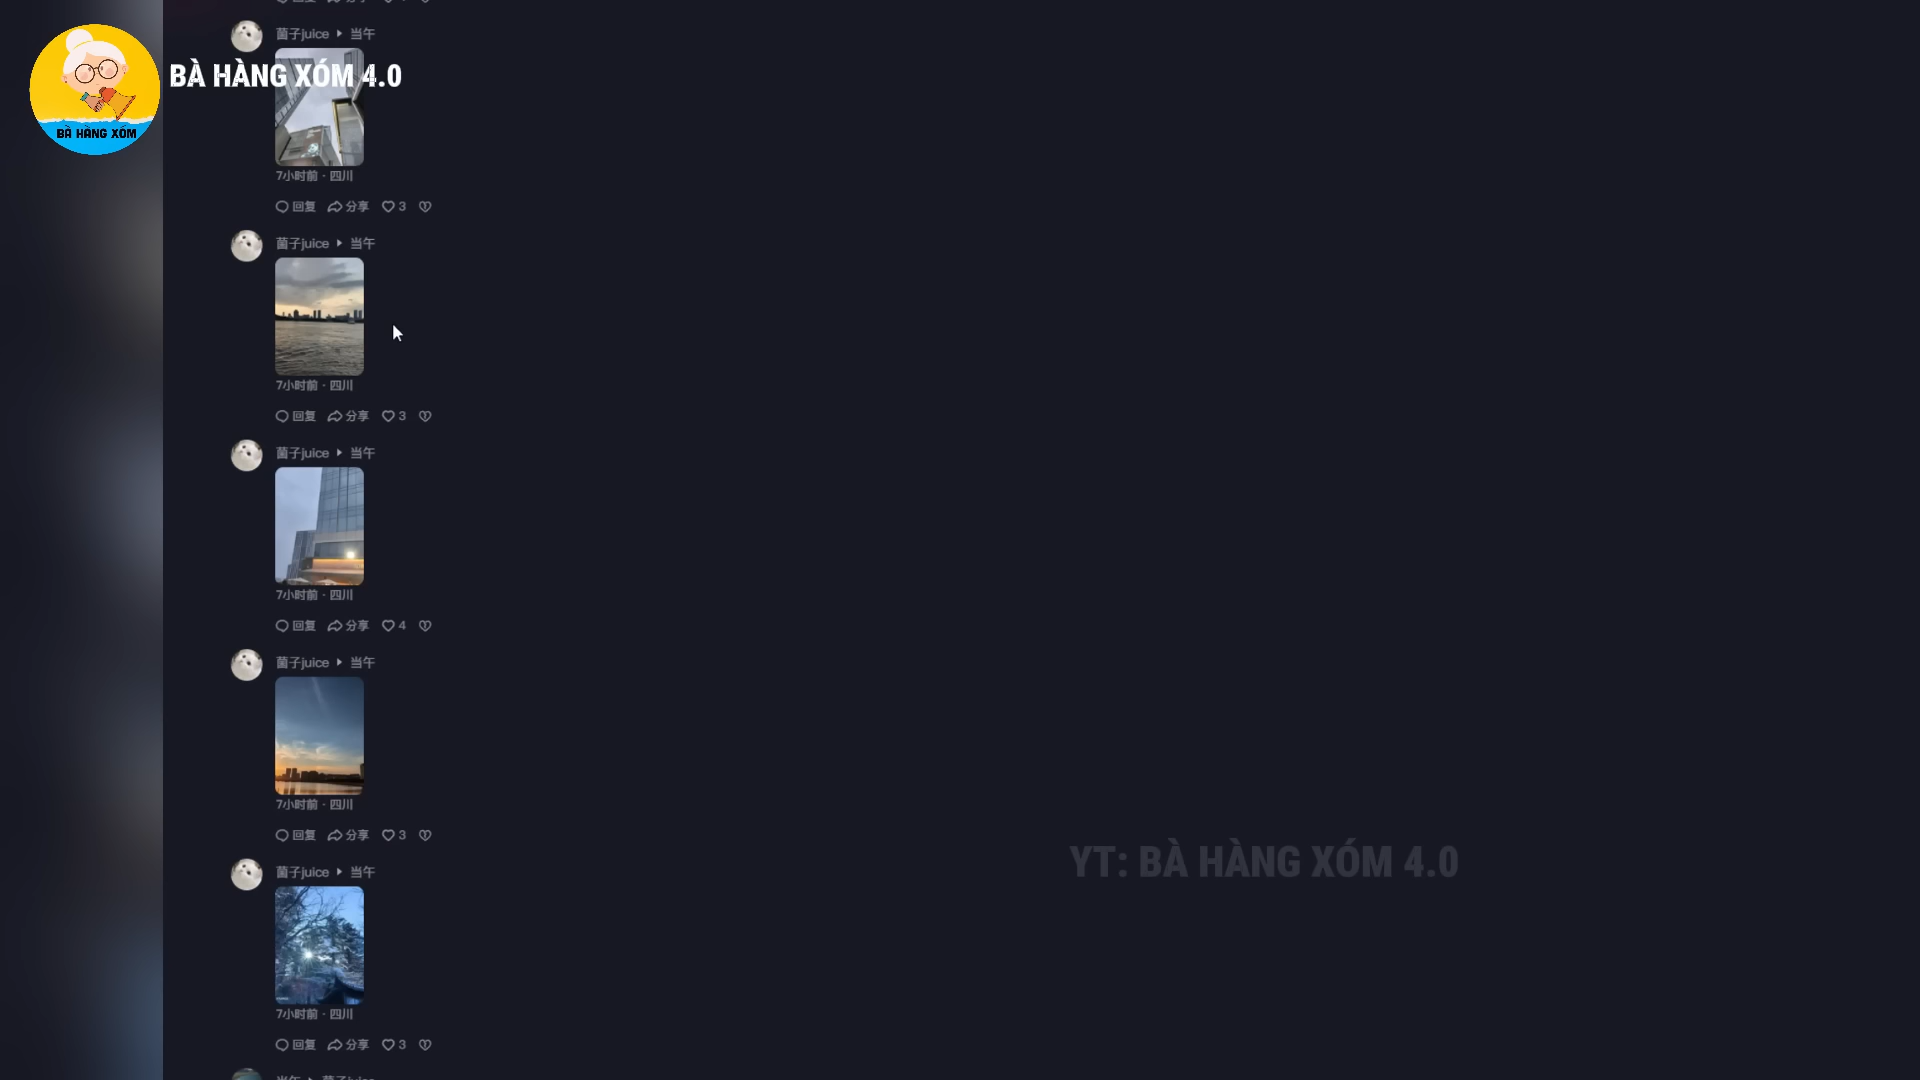 菌子juice ▸ 当午
BÀ HÀNG XÓM 4.0
BÀ HÀNG XÓM
7小时前 · 四川
回复 分享 3
菌子juice ▸ 当午
7小时前 · 四川
回复 分享 3
菌子juice ▸ 当午
7小时前 · 四川
回复 分享 4
菌子juice ▸ 当午
7小时前 · 四川
回复 分享 3
YT: BÀ HÀNG XÓM 4.0
菌子juice ▸ 当午
7小时前 · 四川
回复 分享 3